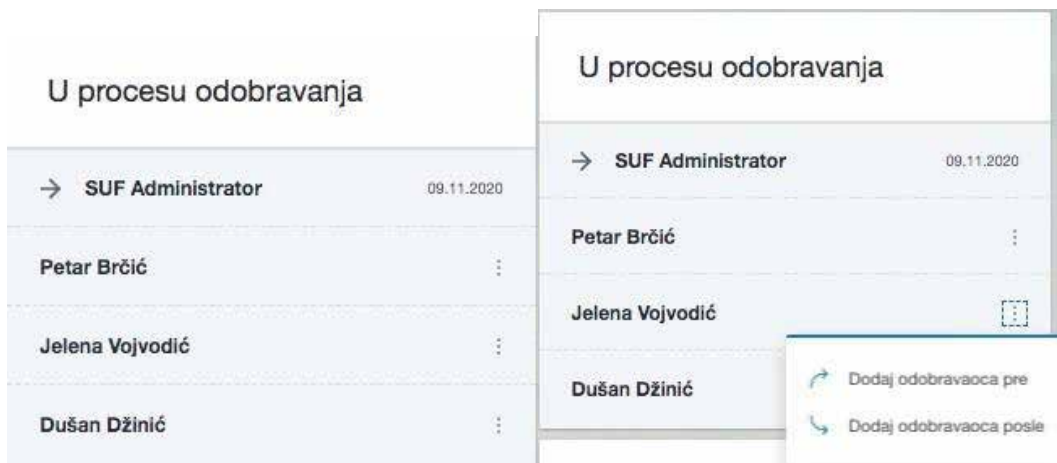 U procesu odobravanja
SUF Administrator 09.11.2020
Petar Brčić
Jelena Vojvodić
Dušan Džinić
U procesu odobravanja
SUF Administrator 09.11.2020
Petar Brčić
Jelena Vojvodić
Dušan Džinić
Dodaj odobravaoca pre
Dodaj odobravaoca posle